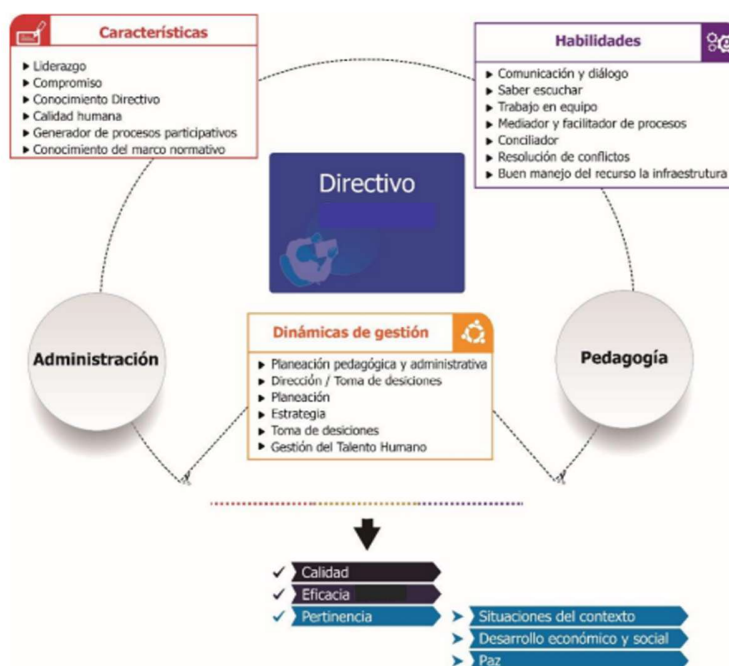 Características
Liderazgo
Compromiso
Conocimiento Directivo
Calidad humana
Generador de procesos participativos
Conocimiento del marco normativo
Habilidades
Comunicación y diálogo
Saber escuchar
Trabajo en equipo
Mediador y facilitador de procesos
Conciliador
Resolución de conflictos
Buen manejo del recurso la infraestrutura
Directivo
Administración
Dinámicas de gestión
Planeación pedagógica y administrativa
Dirección / Toma de desiciones
Planeación
Estrategia
Toma de desiciones
Gestión del Talento Humano
Pedagogía
Calidad
Eficacia
Pertinencia
Situaciones del contexto
Desarrollo económico y social
Paz